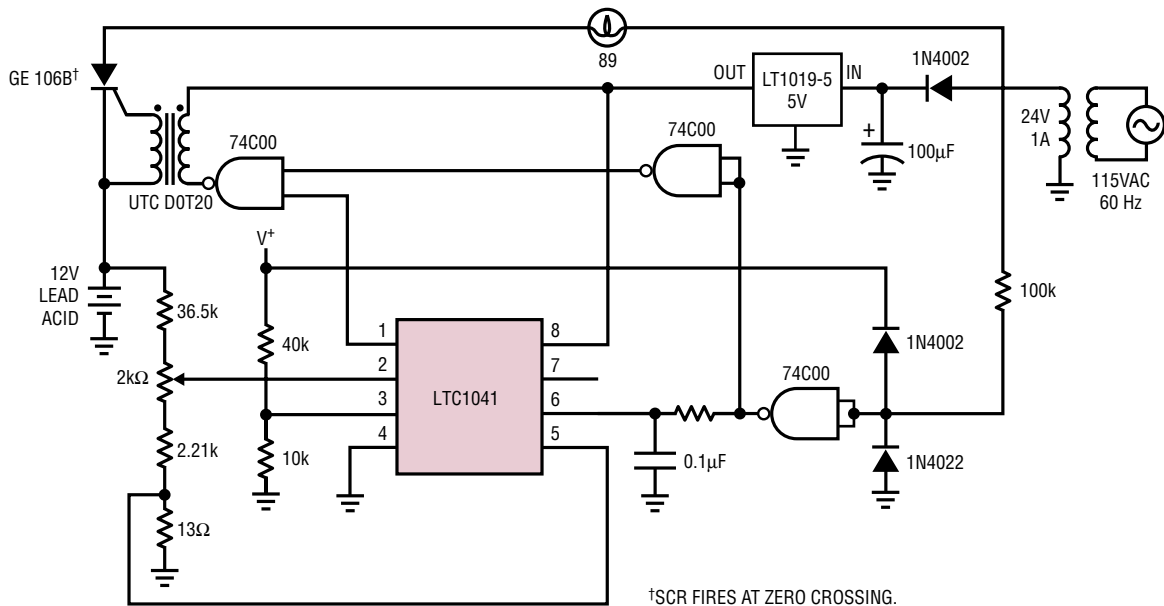 GE 106B†
89
OUT
LT1019-5
5V
IN
1N4002
74C00
74C00
+
100µF
24V
1A
115VAC
60 Hz
UTC D0T20
V+
12V
LEAD
ACID
36.5k
40k
1
2
3
4
LTC1041
8
7
6
5
1N4002
100k
2kΩ
74C00
2.21k
10k
0.1µF
1N4022
13Ω
†SCR FIRES AT ZERO CROSSING.